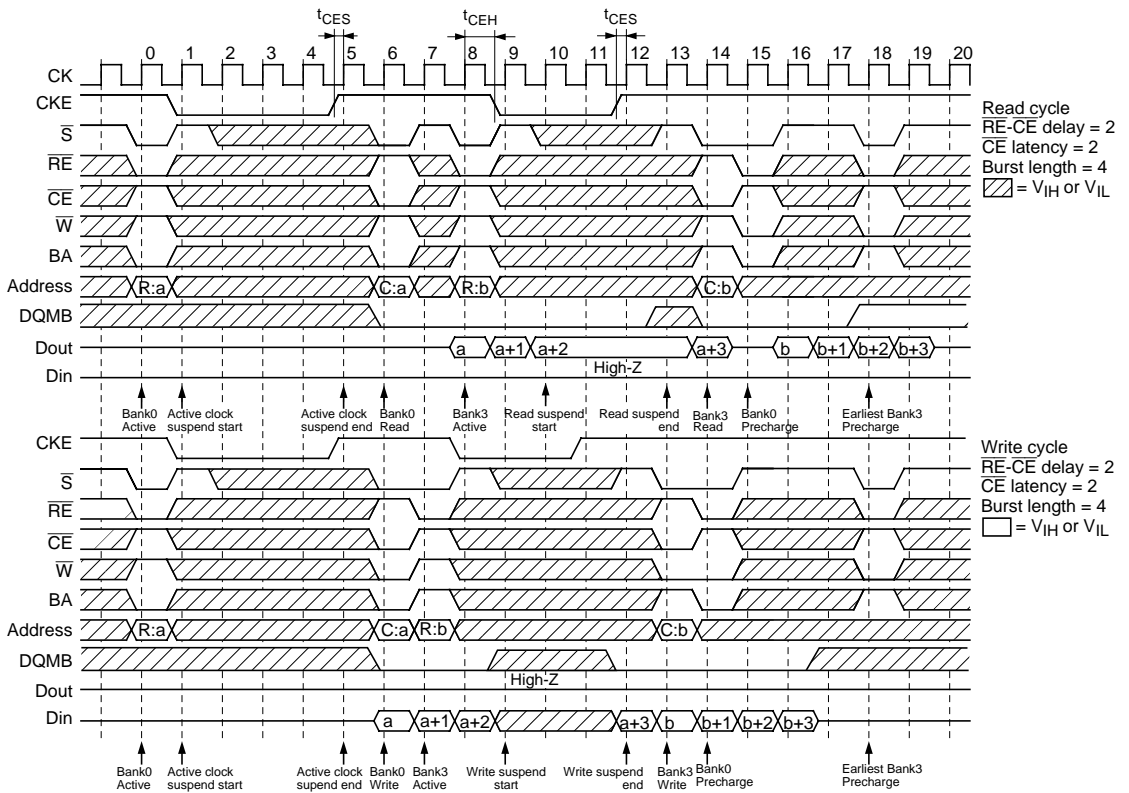 tCES tCEH tCES
0 1 2 3 4 5 6 7 8 9 10 11 12 13 14 15 16 17 18 19 20
CK
CKE
S
RE
CE
W
BA
Address R:a C:a R:b C:b
DQMB
Dout a a+1 a+2 a+3 b b+1 b+2 b+3
High-Z
Din
Bank0 Active
Active clock suspend start
Active clock suspend end
Bank0 Read
Bank3 Active
Read suspend start
Read suspend end
Bank3 Read
Bank0 Precharge
Earliest Bank3 Precharge
Read cycle
RE-CE delay = 2
CE latency = 2
Burst length = 4
= VIH or VIL
CKE
S
RE
CE
W
BA
Address R:a C:a R:b C:b
DQMB
High-Z
Dout
Din a a+1 a+2 a+3 b b+1 b+2 b+3
Bank0 Active
Active clock suspend start
Active clock supend end
Bank0 Write
Bank3 Active
Write suspend start
Write suspend end
Bank3 Write
Bank0 Precharge
Earliest Bank3 Precharge
Write cycle
RE-CE delay = 2
CE latency = 2
Burst length = 4
= VIH or VIL